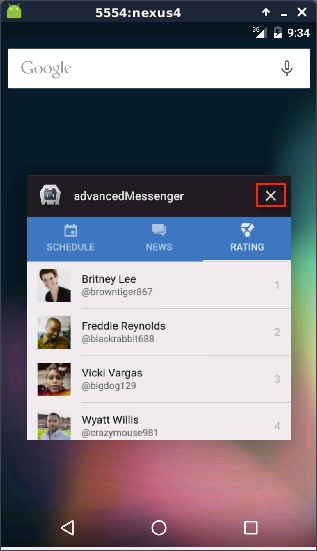 5554:nexus4
3G
9:34
Google
advancedMessenger
SCHEDULE NEWS RATING
Britney Lee 1
@browntiger867
Freddie Reynolds 2
@blackrabbit688
Vicki Vargas 3
@bigdog129
Wyatt Willis 4
@crazymouse981